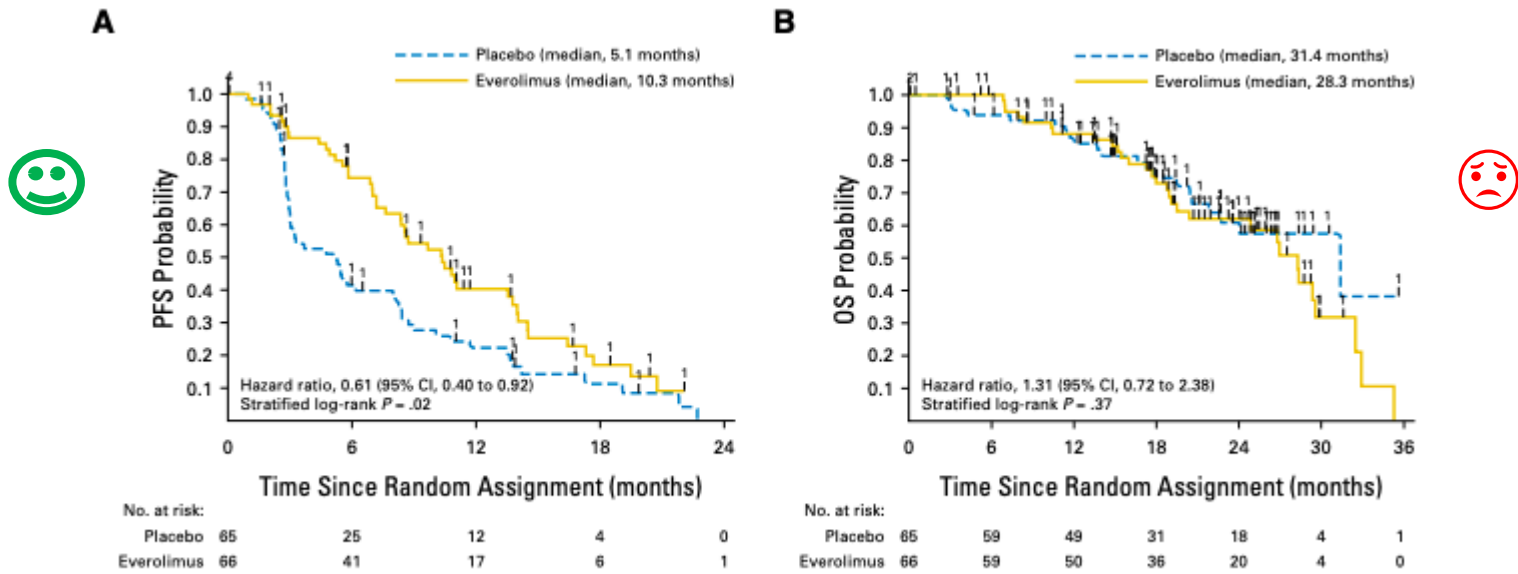 A
Placebo (median, 5.1 months)
Everolimus (median, 10.3 months)
PFS Probability
1.0
0.9
0.8
0.7
0.6
0.5
0.4
0.3
0.2
0.1
Hazard ratio, 0.61 (95% CI, 0.40 to 0.92)
Stratified log-rank P = .02
0 6 12 18 24
Time Since Random Assignment (months)
No. at risk:
Placebo 65 25 12 4 0
Everolimus 66 41 17 6 1
B
Placebo (median, 31.4 months)
Everolimus (median, 28.3 months)
OS Probability
1.0
0.9
0.8
0.7
0.6
0.5
0.4
0.3
0.2
0.1
Hazard ratio, 1.31 (95% CI, 0.72 to 2.38)
Stratified log-rank P = .37
0 6 12 18 24 30 36
Time Since Random Assignment (months)
No. at risk:
Placebo 65 59 49 31 18 4 1
Everolimus 66 59 50 36 20 4 0